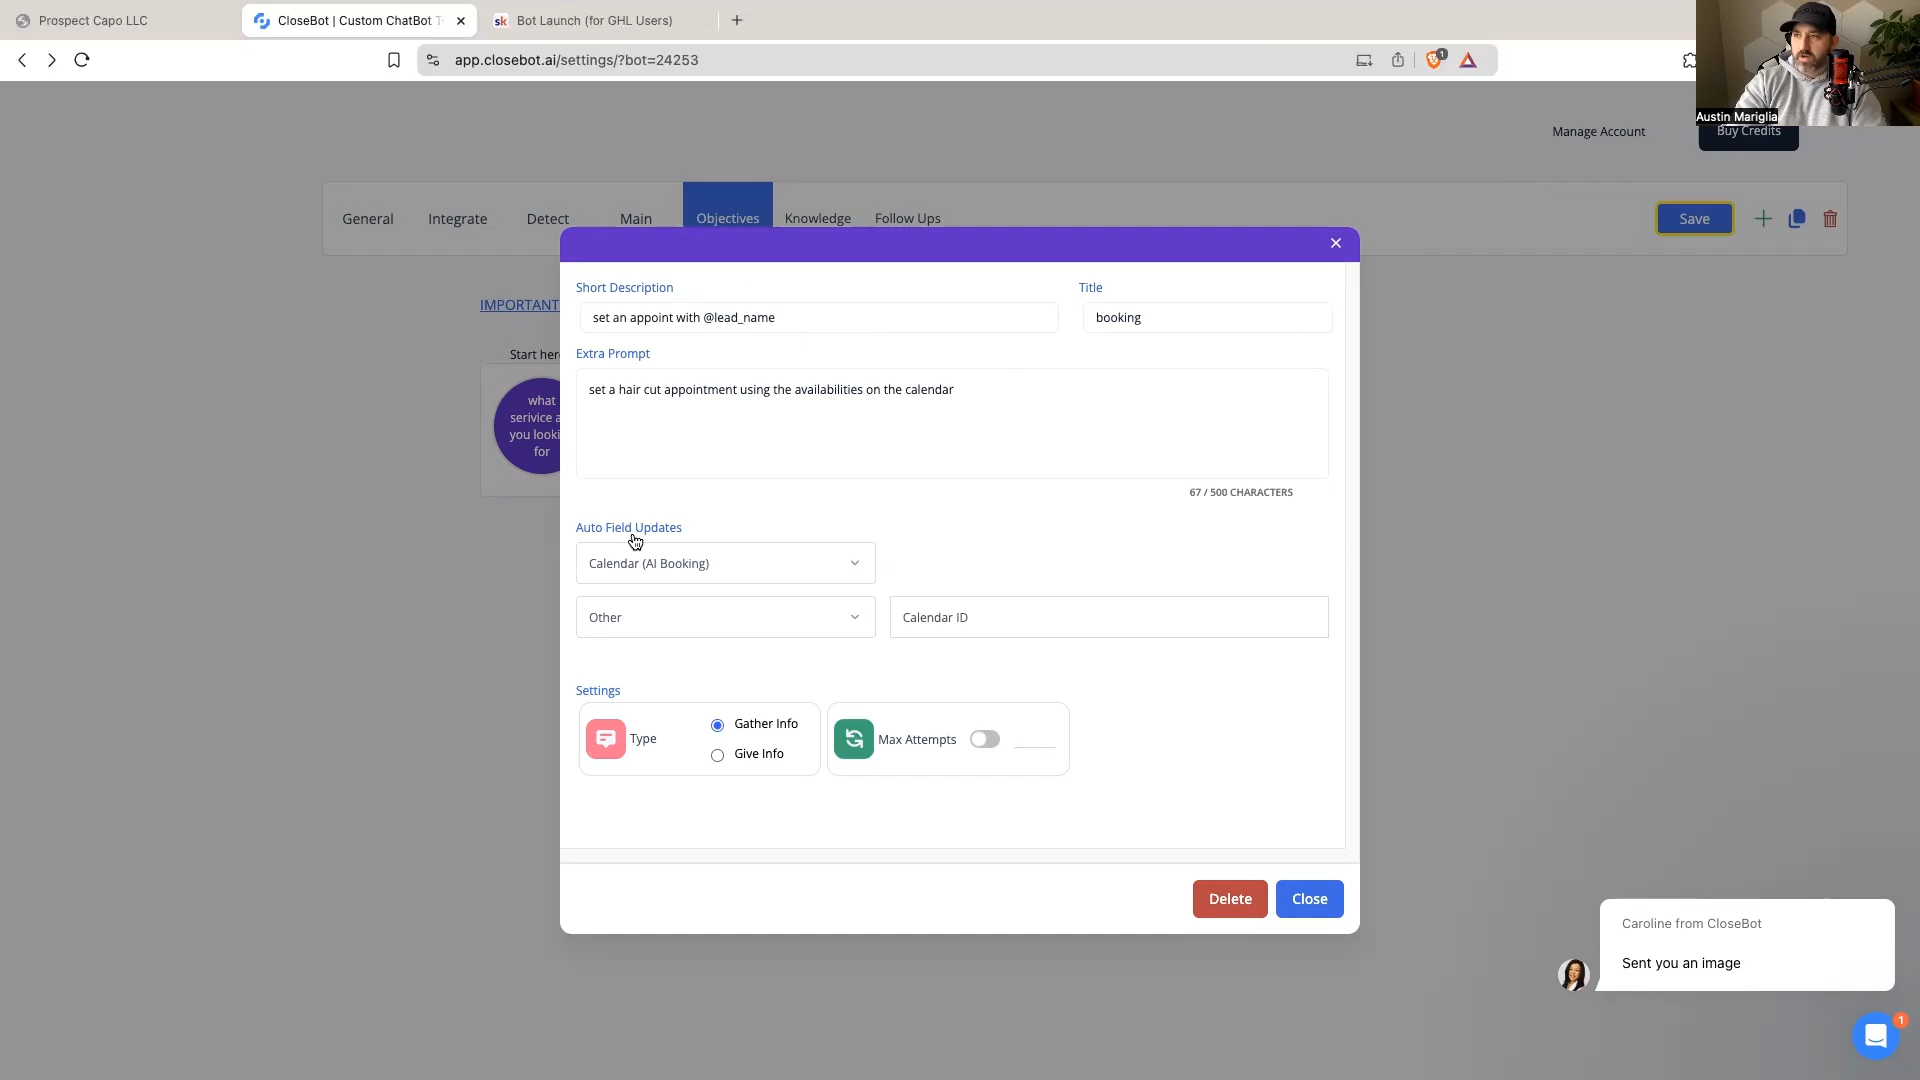 Prospect Capo LLC
CloseBot | Custom ChatBot T
sk Bot Launch (for GHL Users)
app.closebot.ai/settings/?bot=24253
1
Austin Mariglia
Manage Account
Buy Credits
General
Integrate
Detect
Main
Objectives
Knowledge
Follow Ups
Save
IMPORTANT
Start her
what
serivice a
you looki
for
Short Description
Title
set an appoint with @lead_name
booking
Extra Prompt
set a hair cut appointment using the availabilities on the calendar
67 / 500 CHARACTERS
Auto Field Updates
Calendar (AI Booking)
Other
Calendar ID
Settings
Type
Gather Info
Give Info
Max Attempts
Delete
Close
Caroline from CloseBot
Sent you an image
1